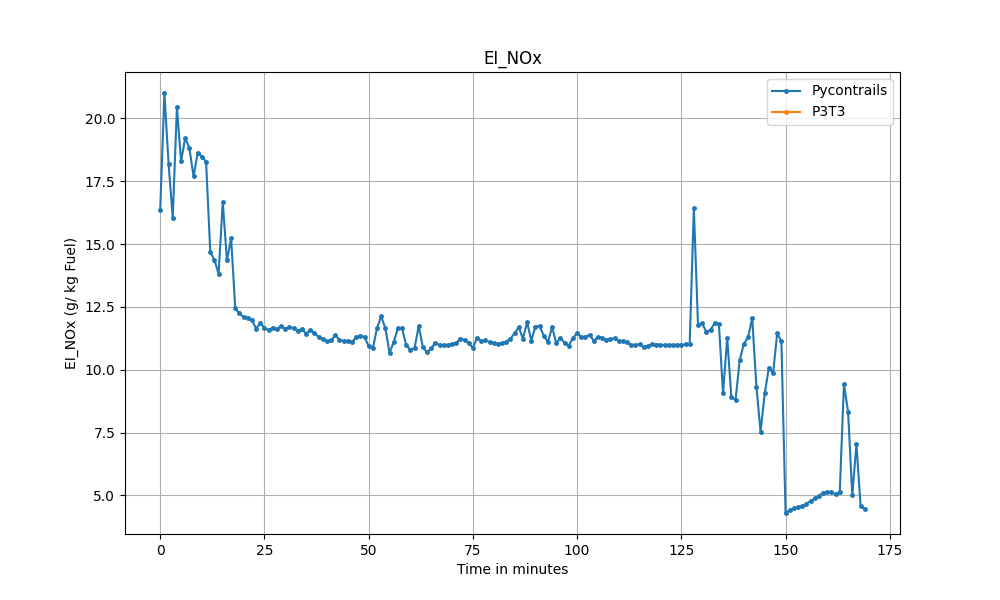 EI_NOx
Pycontrails
P3T3
EI_NOx (g/ kg Fuel)
20.0
17.5
15.0
12.5
10.0
7.5
5.0
0 25 50 75 100 125 150 175
Time in minutes